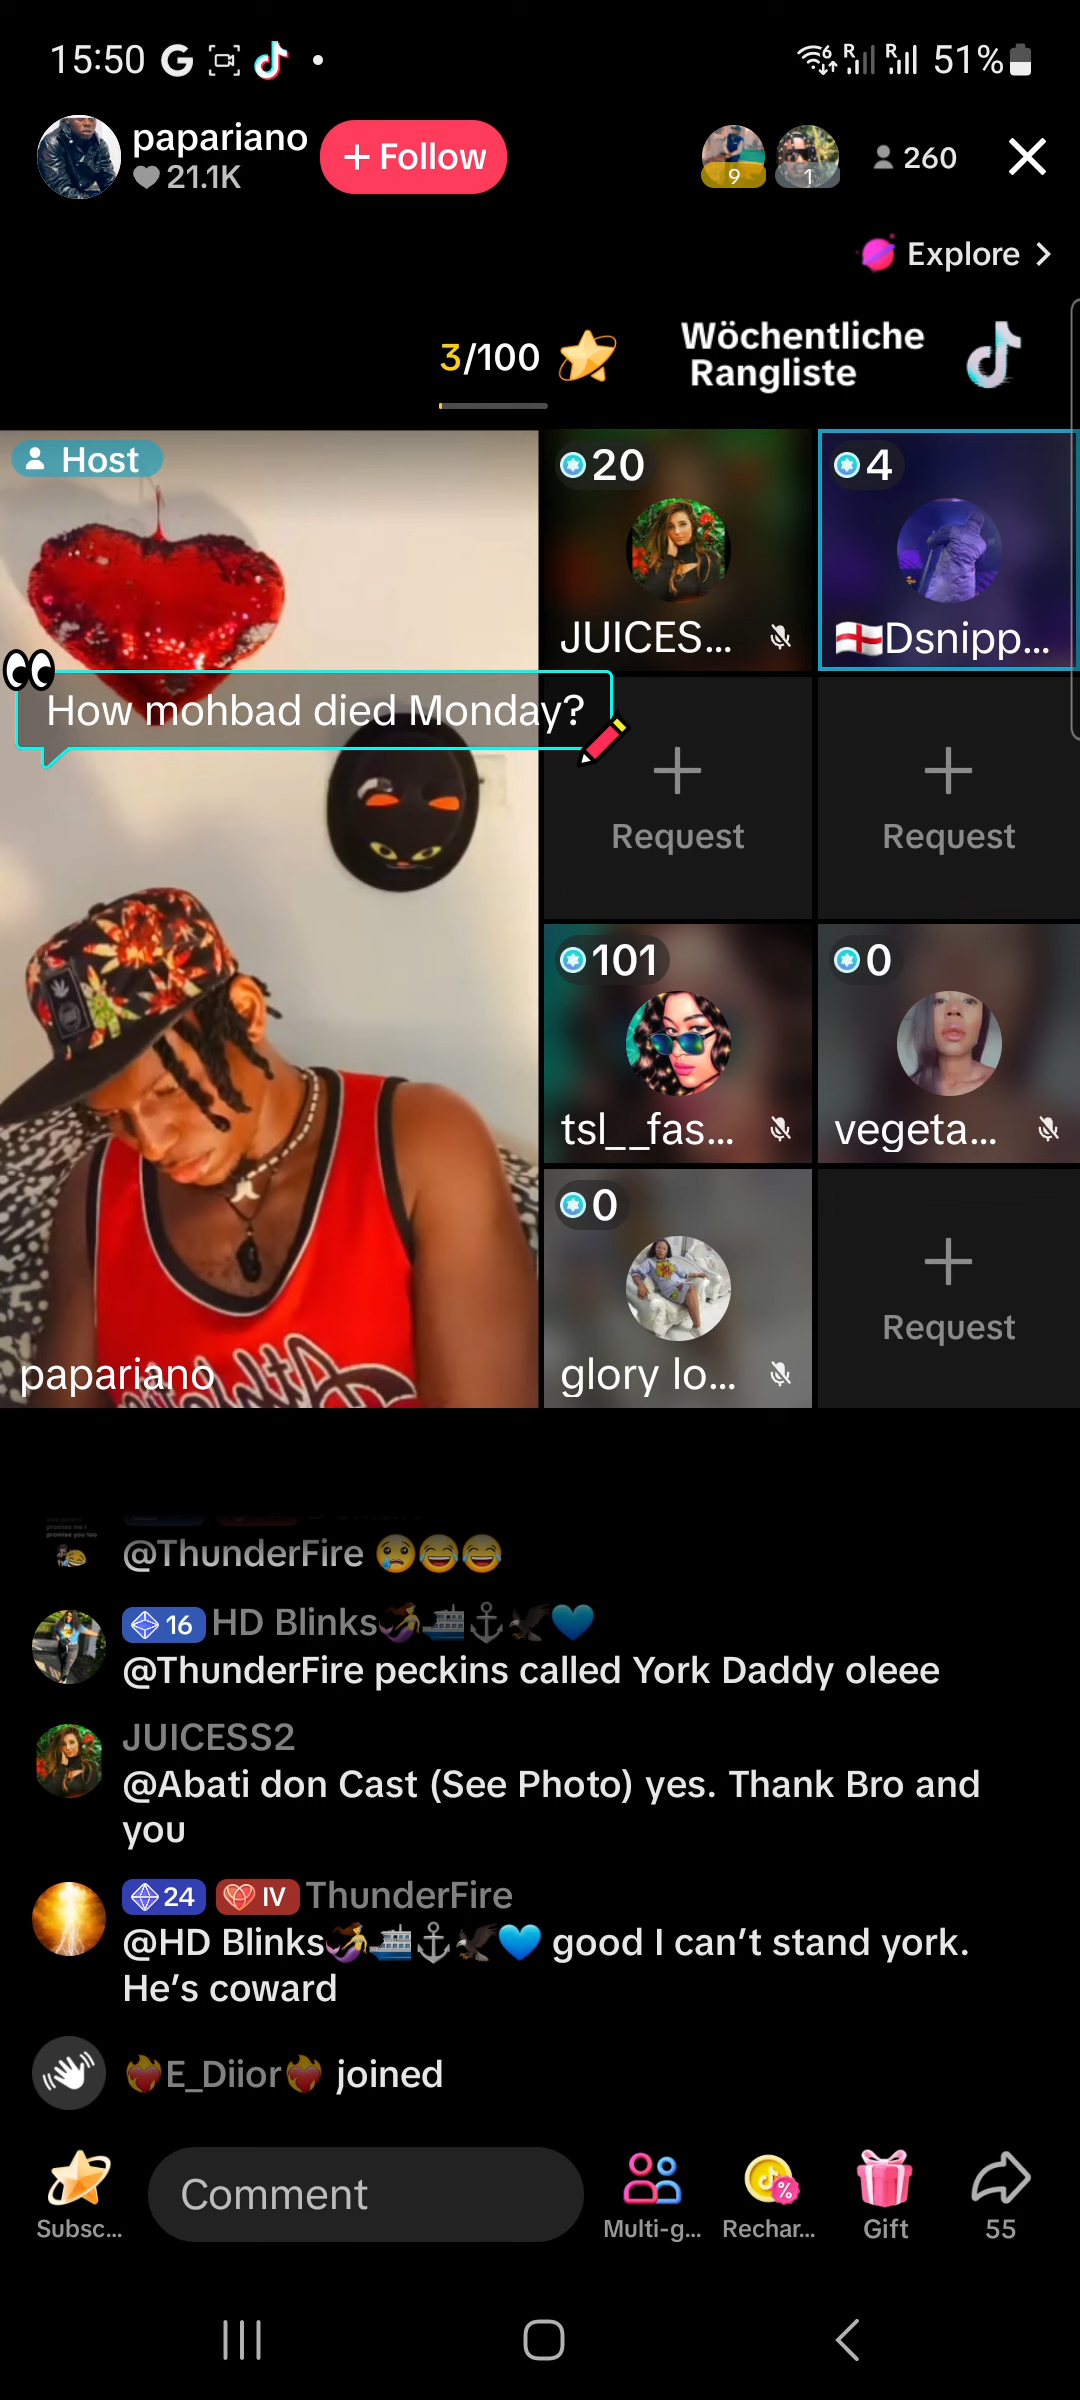 15:50
51%
papariano
21.1K
+ Follow
9
1
260
Explore
3/100
Wöchentliche
Rangliste
Host
20
4
JUICES...
Dsnipp...
How mohbad died Monday?
Request
Request
101
0
tsl__fas...
vegeta...
0
Request
papariano
glory lo...
@ThunderFire 😢😂😂
16 HD Blinks🧜‍♀️🛳️⚓🦅💙
@ThunderFire peckins called York Daddy oleee
JUICESS2
@Abati don Cast (See Photo) yes. Thank Bro and
you
24 IV ThunderFire
@HD Blinks🧜‍♀️🛳️⚓🦅💙 good I can’t stand york.
He’s coward
❤️‍🔥E_Diior❤️‍🔥 joined
Comment
Subsc...
Multi-g...
Rechar...
Gift
55